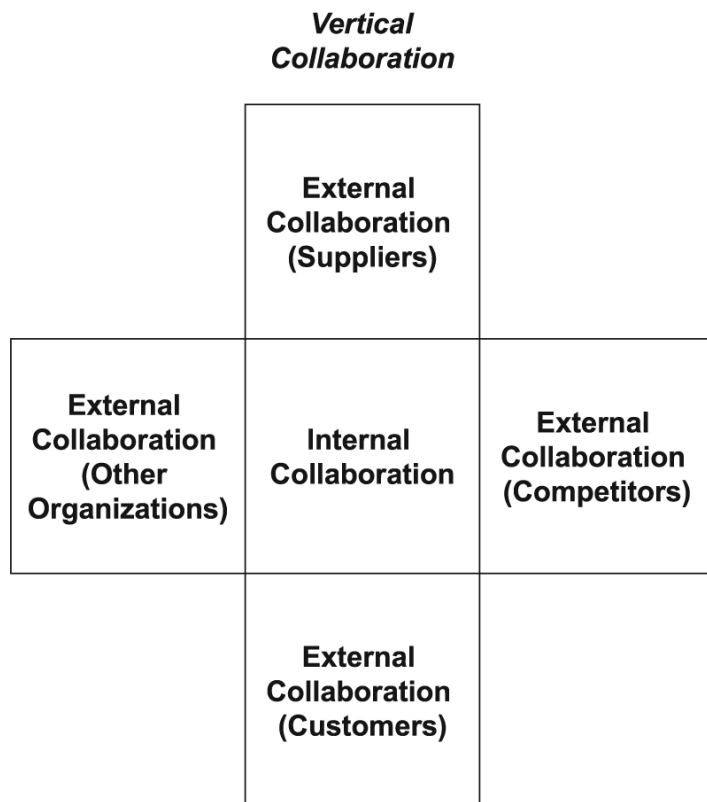 Vertical
Collaboration
External
Collaboration
(Suppliers)
External
Collaboration
(Other
Organizations)
Internal
Collaboration
External
Collaboration
(Competitors)
External
Collaboration
(Customers)